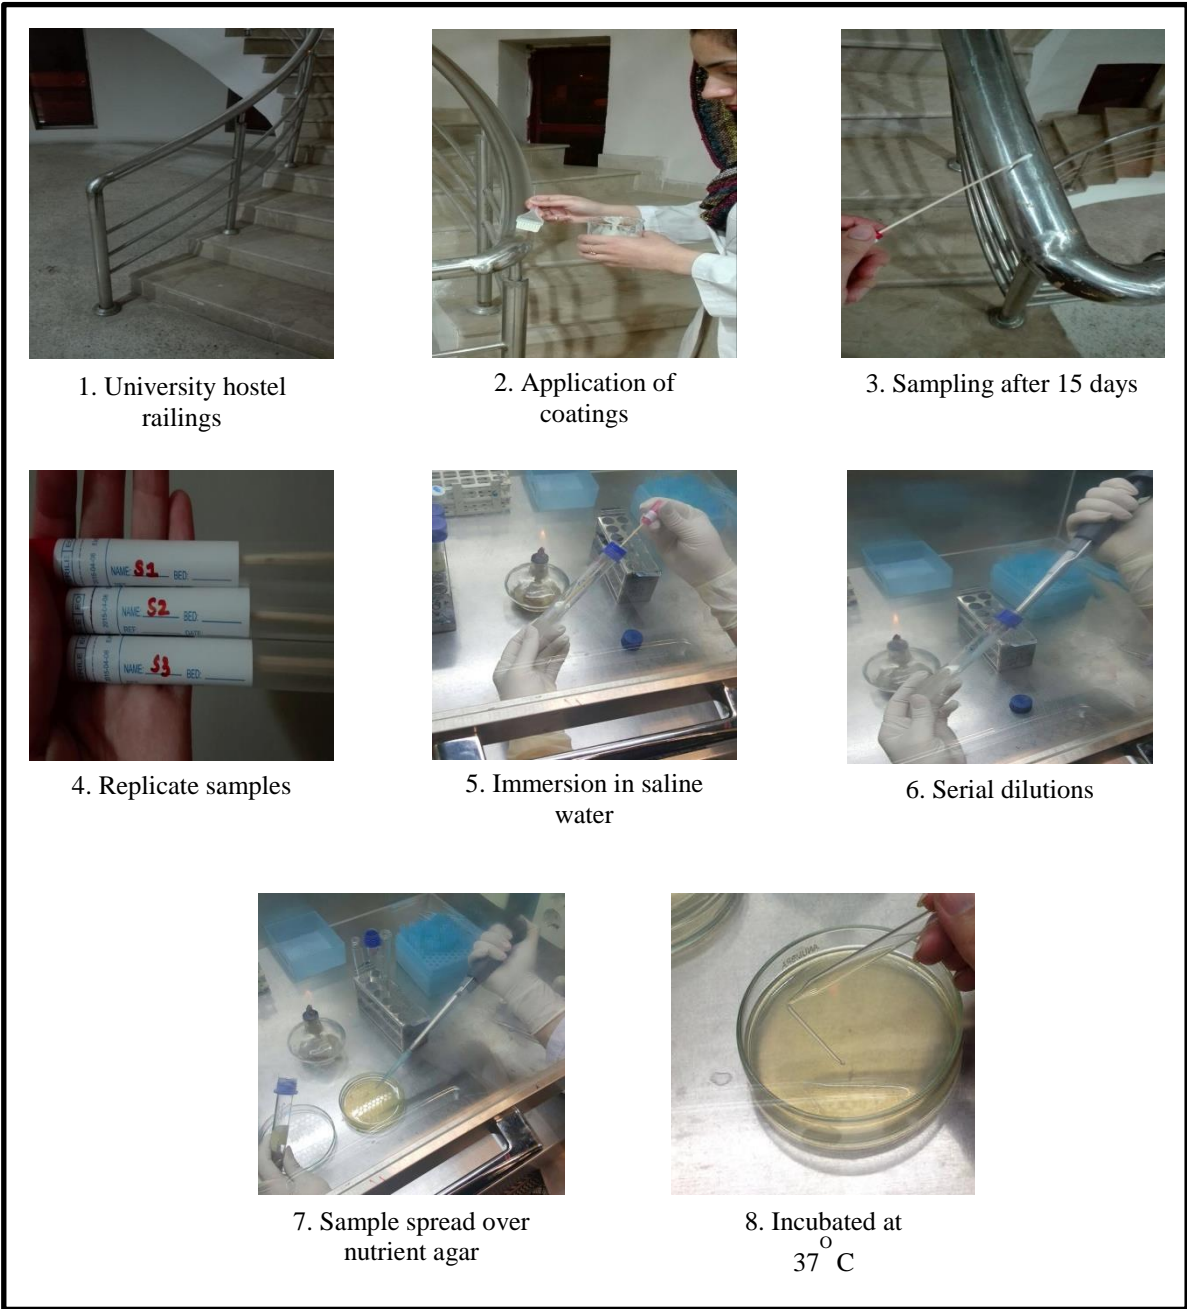 1. University hostel
railings
2. Application of
coatings
3. Sampling after 15 days
NAME: S1 BED:
NAME: S2 BED:
NAME: S3 BED:
4. Replicate samples
5. Immersion in saline
water
6. Serial dilutions
7. Sample spread over
nutrient agar
8. Incubated at
37 O C